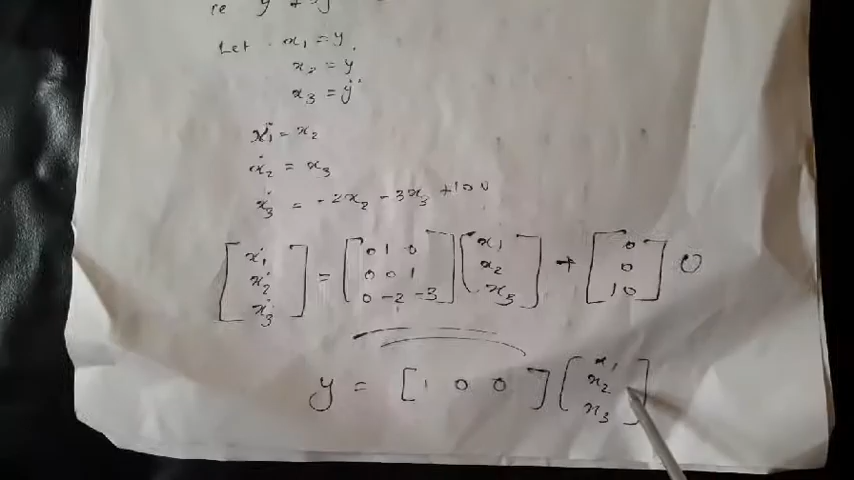 Let x₁ = y
x₂ = ẏ
x₃ = ÿ
ẋ₁ = x₂
ẋ₂ = x₃
ẋ₃ = -2x₂ - 3x₃ + 10 U
[ẋ₁ ẋ₂ ẋ₃] = [0 1 0 0 0 1 0 -2 -3] [x₁ x₂ x₃] + [0 0 10] U
y = [1 0 0] [x₁ x₂ x₃]